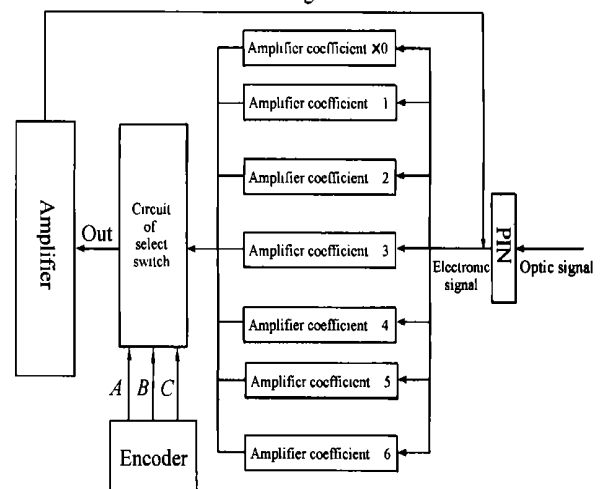 Amplifier coefficient ×0
Amplifier coefficient 1
Amplifier coefficient 2
Amplifier coefficient 3
Amplifier coefficient 4
Amplifier coefficient 5
Amplifier coefficient 6
Amplifier
Out
Circuit
of
select
switch
A B C
Encoder
Electronic
signal
PIN
Optic signal